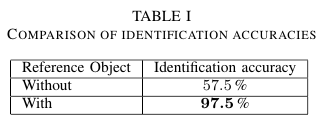 TABLE I
COMPARISON OF IDENTIFICATION ACCURACIES
Reference Object Identification accuracy
Without 57.5 %
With 97.5 %